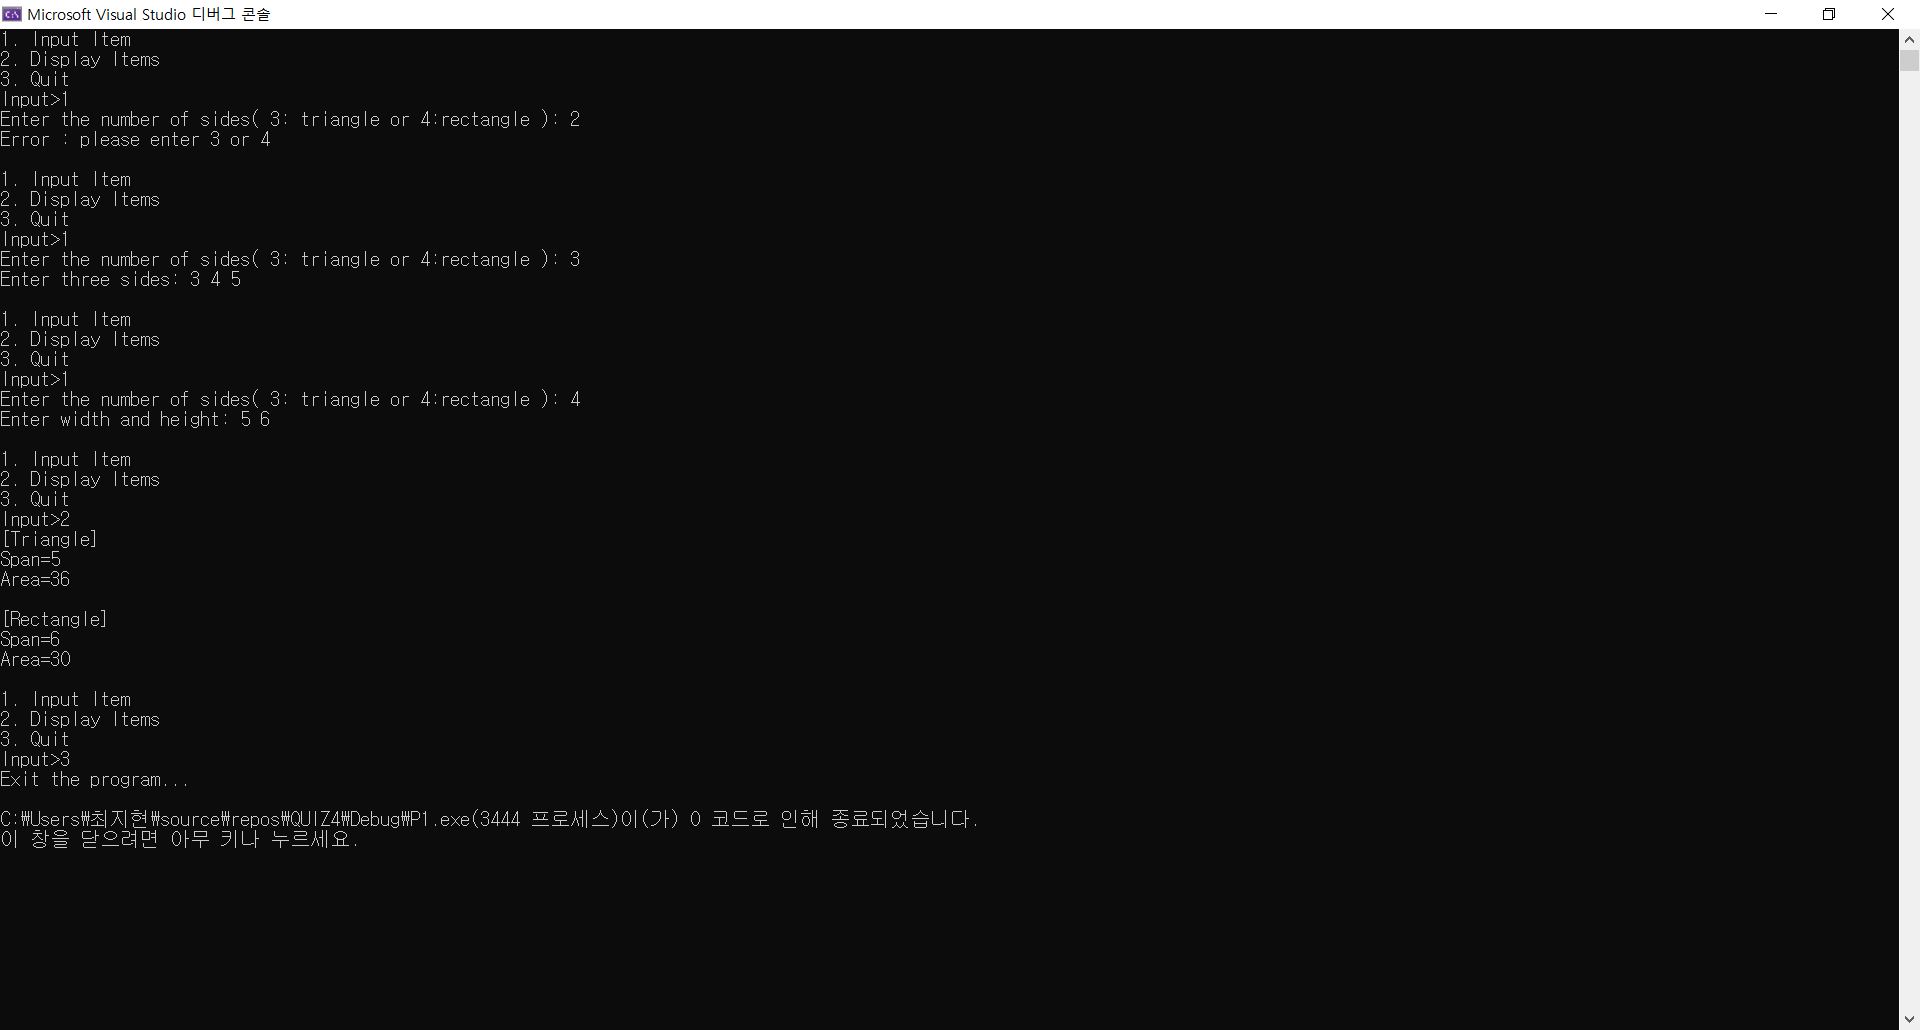 Microsoft Visual Studio 디버그 콘솔
1. Input Item
2. Display Items
3. Quit
Input>1
Enter the number of sides( 3: triangle or 4:rectangle ): 2
Error : please enter 3 or 4
1. Input Item
2. Display Items
3. Quit
Input>1
Enter the number of sides( 3: triangle or 4:rectangle ): 3
Enter three sides: 3 4 5
1. Input Item
2. Display Items
3. Quit
Input>1
Enter the number of sides( 3: triangle or 4:rectangle ): 4
Enter width and height: 5 6
1. Input Item
2. Display Items
3. Quit
Input>2
[Triangle]
Span=5
Area=36
[Rectangle]
Span=6
Area=30
1. Input Item
2. Display Items
3. Quit
Input>3
Exit the program...
C:₩Users₩최지현₩source₩repos₩QUIZ4₩Debug₩P1.exe(3444 프로세스)이(가) 0 코드로 인해 종료되었습니다.
이 창을 닫으려면 아무 키나 누르세요.